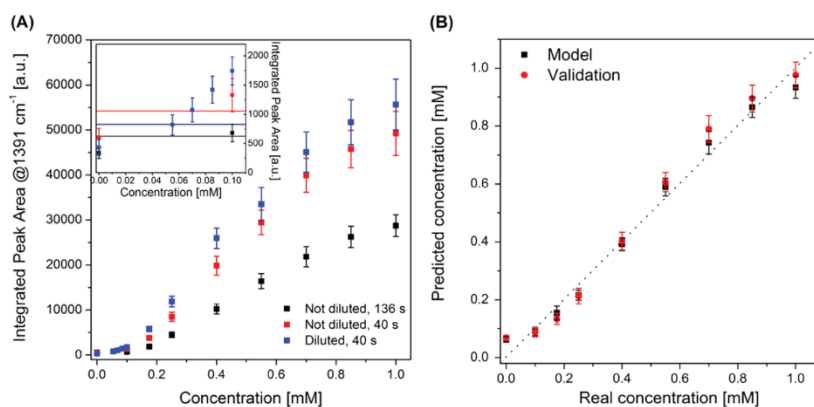 (A)
Integrated Peak Area @1391 cm⁻¹ [a.u.]
70000
60000
50000
40000
30000
20000
10000
0
0.0 0.2 0.4 0.6 0.8 1.0
Concentration [mM]
2000
1500
1000
500
0
Integrated Peak Area [a.u.]
0.00 0.02 0.04 0.06 0.08 0.10
Concentration [mM]
Not diluted, 136 s
Not diluted, 40 s
Diluted, 40 s
(B)
Predicted concentration [mM]
1.0
0.8
0.6
0.4
0.2
0.0
0.0 0.2 0.4 0.6 0.8 1.0
Real concentration [mM]
Model
Validation